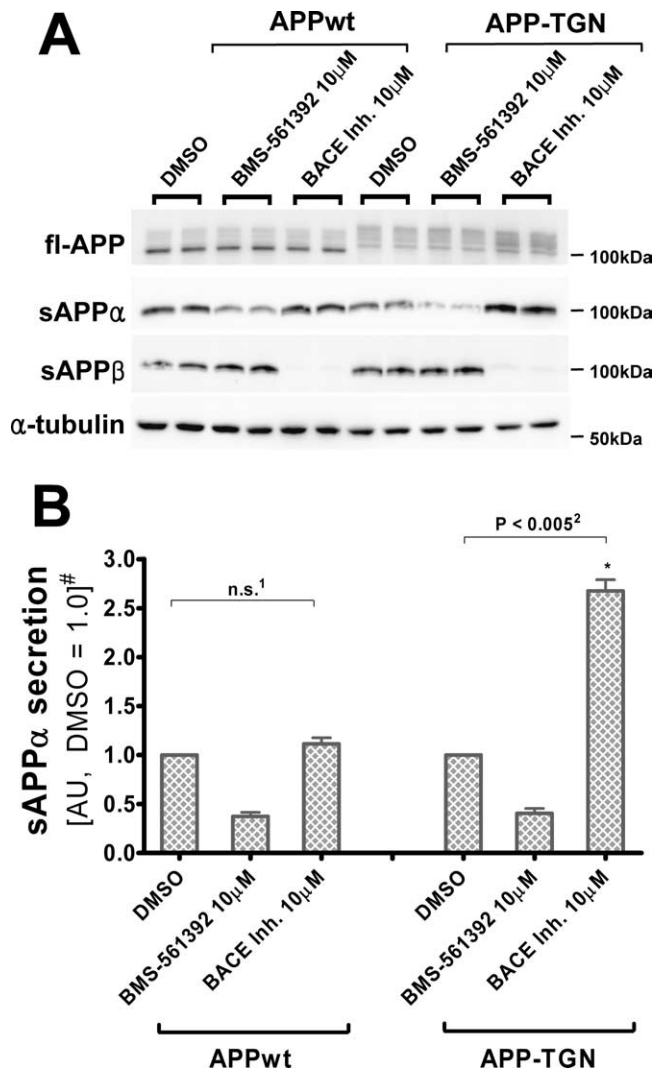 A
APPwt APP-TGN
DMSO BMS-561392 10μM BACE Inh. 10μM DMSO BMS-561392 10μM BACE Inh. 10μM
fl-APP 100kDa
sAPPα 100kDa
sAPPβ 100kDa
α-tubulin 50kDa
B
P < 0.005²
n.s.¹
*
sAPPα secretion
[AU, DMSO = 1.0]#
3.0
2.5
2.0
1.5
1.0
0.5
0.0
DMSO BMS-561392 10μM BACE Inh. 10μM DMSO BMS-561392 10μM BACE Inh. 10μM
APPwt APP-TGN